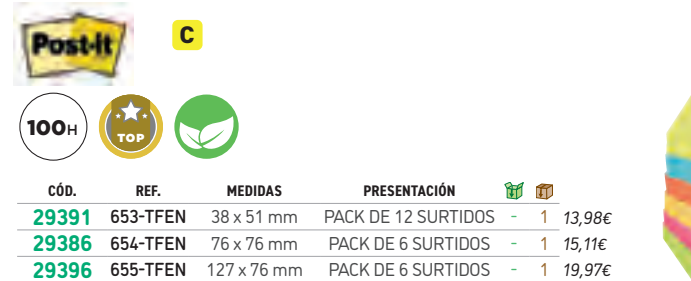 Post-it
C
100H
TOP
CÓD. REF. MEDIDAS PRESENTACIÓN
29391 653-TFEN 38 x 51 mm PACK DE 12 SURTIDOS - 1 13,98€
29386 654-TFEN 76 x 76 mm PACK DE 6 SURTIDOS - 1 15,11€
29396 655-TFEN 127 x 76 mm PACK DE 6 SURTIDOS - 1 19,97€